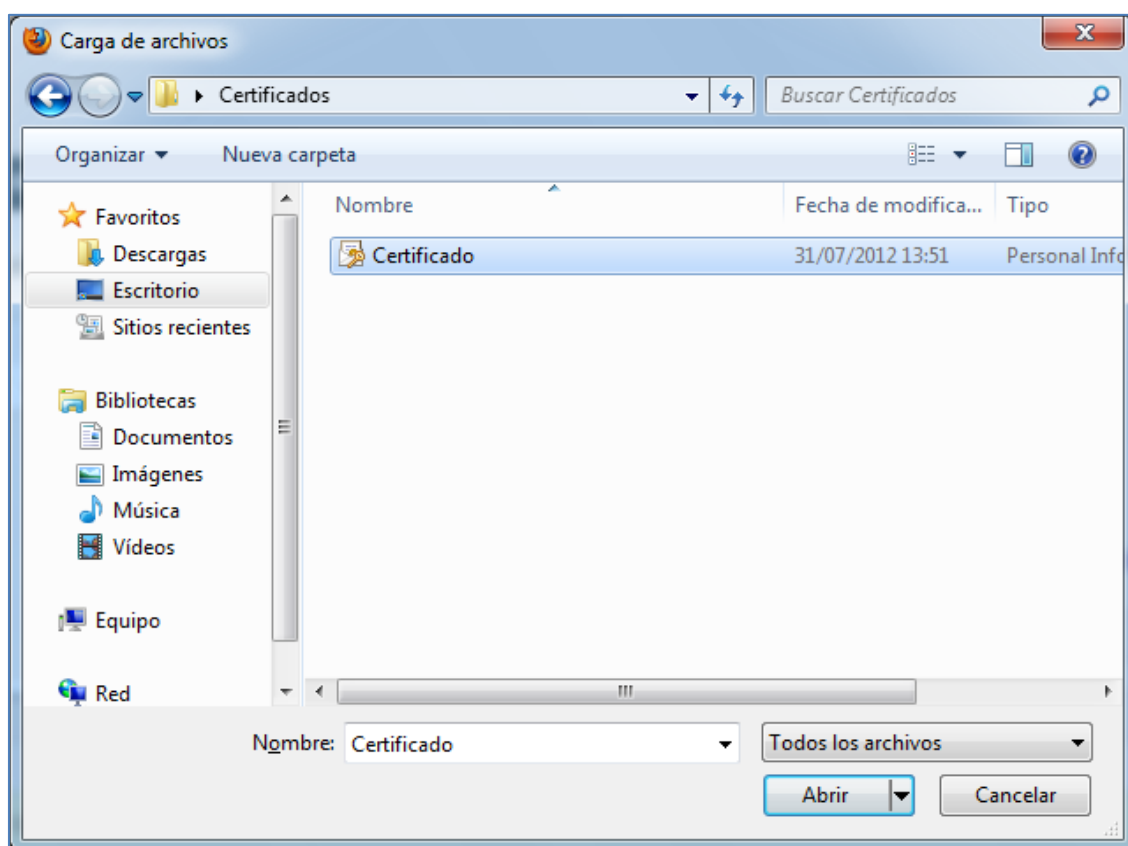 Carga de archivos
Certificados
Buscar Certificados
Organizar
Nueva carpeta
Favoritos
Descargas
Escritorio
Sitios recientes
Bibliotecas
Documentos
Imágenes
Música
Vídeos
Equipo
Red
Nombre Fecha de modifica... Tipo
Certificado 31/07/2012 13:51 Personal Info
Nombre: Certificado
Todos los archivos
Abrir
Cancelar